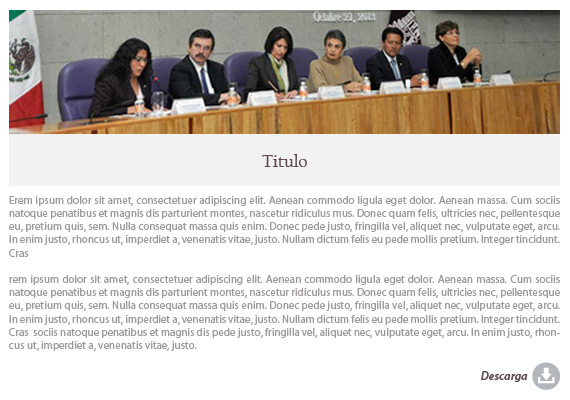 Octubre 21, 2013
Titulo
Erem ipsum dolor sit amet, consectetuer adipiscing elit. Aenean commodo ligula eget dolor. Aenean massa. Cum sociis
natoque penatibus et magnis dis parturient montes, nascetur ridiculus mus. Donec quam felis, ultricies nec, pellentesque
eu, pretium quis, sem. Nulla consequat massa quis enim. Donec pede justo, fringilla vel, aliquet nec, vulputate eget, arcu.
In enim justo, rhoncus ut, imperdiet a, venenatis vitae, justo. Nullam dictum felis eu pede mollis pretium. Integer tincidunt.
Cras
rem ipsum dolor sit amet, consectetuer adipiscing elit. Aenean commodo ligula eget dolor. Aenean massa. Cum sociis
natoque penatibus et magnis dis parturient montes, nascetur ridiculus mus. Donec quam felis, ultricies nec, pellentesque
eu, pretium quis, sem. Nulla consequat massa quis enim. Donec pede justo, fringilla vel, aliquet nec, vulputate eget, arcu.
In enim justo, rhoncus ut, imperdiet a, venenatis vitae, justo. Nullam dictum felis eu pede mollis pretium. Integer tincidunt.
Cras  sociis natoque penatibus et magnis dis pede justo, fringilla vel, aliquet nec, vulputate eget, arcu. In enim justo, rhon-
cus ut, imperdiet a, venenatis vitae, justo.
Descarga